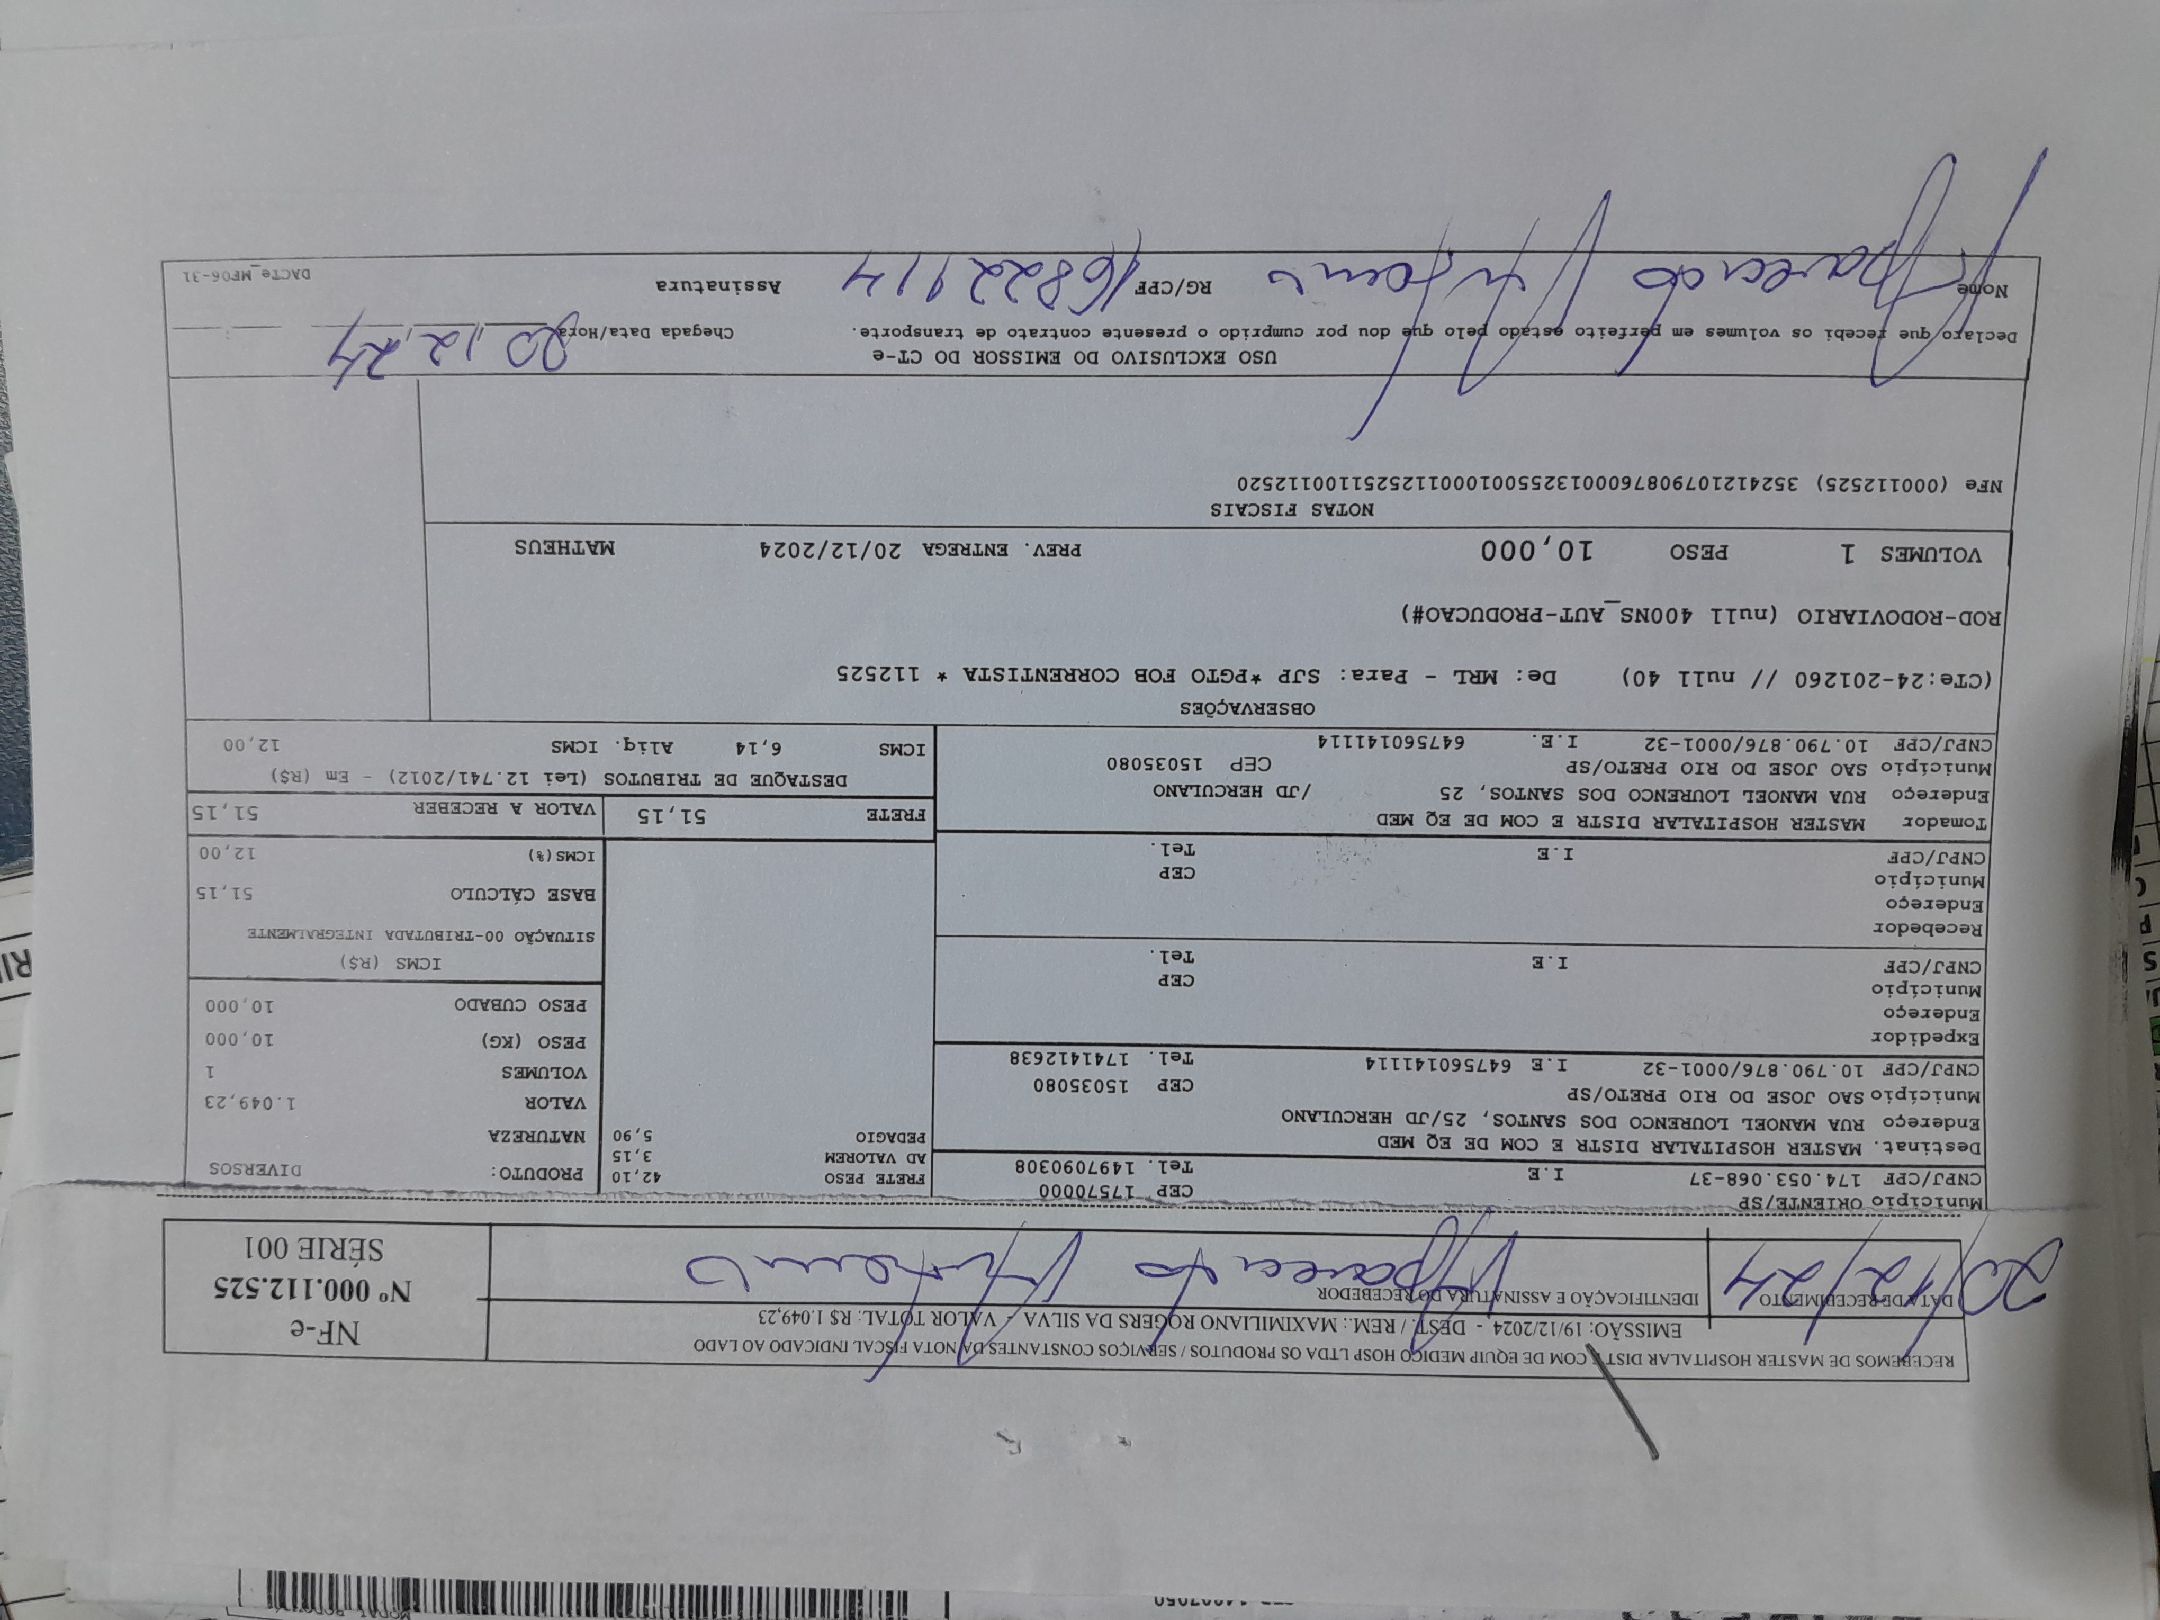 RECEBEMOS DE MASTER HOSPITALAR DIST E COM DE EQUIP MEDICO HOSP LTDA OS PRODUTOS / SERVIÇOS CONSTANTES DA NOTA FISCAL INDICADO AO LADO
EMISSÃO: 19/12/2024 - DEST. / REM.: MAXIMILIANO ROGERS DA SILVA - VALOR TOTAL: R$ 1.049,23
NF-e
Nº 000.112.525
SÉRIE 001
DATA DE RECEBIMENTO
20/12/24
IDENTIFICAÇÃO E ASSINATURA DO RECEBEDOR
Aparecido
Município ORIENTE/SP CEP 17570000
CNPJ/CPF 174.053.068-37 I.E Tel. 1497090308
Destinat. MASTER HOSPITALAR DISTR E COM DE EQ MED
Endereço RUA MANOEL LOURENCO DOS SANTOS, 25/JD HERCULANO
Município SAO JOSE DO RIO PRETO/SP CEP 15035080
CNPJ/CPF 10.790.876/0001-32 I.E 647560141114 Tel. 1741412638
Expedidor
Endereço
Município CEP
CNPJ/CPF I.E Tel.
Recebedor
Endereço
Município CEP
CNPJ/CPF I.E Tel.
Tomador MASTER HOSPITALAR DISTR E COM DE EQ MED
Endereço RUA MANOEL LOURENCO DOS SANTOS, 25 /JD HERCULANO
Município SAO JOSE DO RIO PRETO/SP CEP 15035080
CNPJ/CPF 10.790.876/0001-32 I.E. 647560141114
FRETE PESO 42,10
AD VALOREM 3,15
PEDAGIO 5,90
PRODUTO: DIVERSOS
NATUREZA
VALOR 1.049,23
VOLUMES 1
PESO (KG) 10,000
PESO CUBADO 10,000
ICMS (R$)
SITUAÇÃO 00-TRIBUTADA INTEGRALMENTE
BASE CÁLCULO 51,15
ICMS(%) 12,00
FRETE 51,15 VALOR A RECEBER 51,15
DESTAQUE DE TRIBUTOS (Lei 12.741/2012) - Em (R$)
ICMS 6,14 Aliq. ICMS 12,00
OBSERVAÇÕES
(CTe:24-201260 // null 40) De: MRL - Para: SJP *PGTO FOB CORRENTISTA * 112525
ROD-RODOVIARIO (null 400NS_AUT-PRODUCAO#)
VOLUMES 1 PESO 10,000 PREV. ENTREGA 20/12/2024 MATHEUS
NOTAS FISCAIS
NFe (000112525) 35241210790876000132550010001125251100112520
USO EXCLUSIVO DO EMISSOR DO CT-e
Declaro que recebi os volumes em perfeito estado pelo que dou por cumprido o presente contrato de transporte. Chegada Data/Hora 20,12,24
Nome Aparecido RG/CPF Assinatura
DACTe_MF06-31